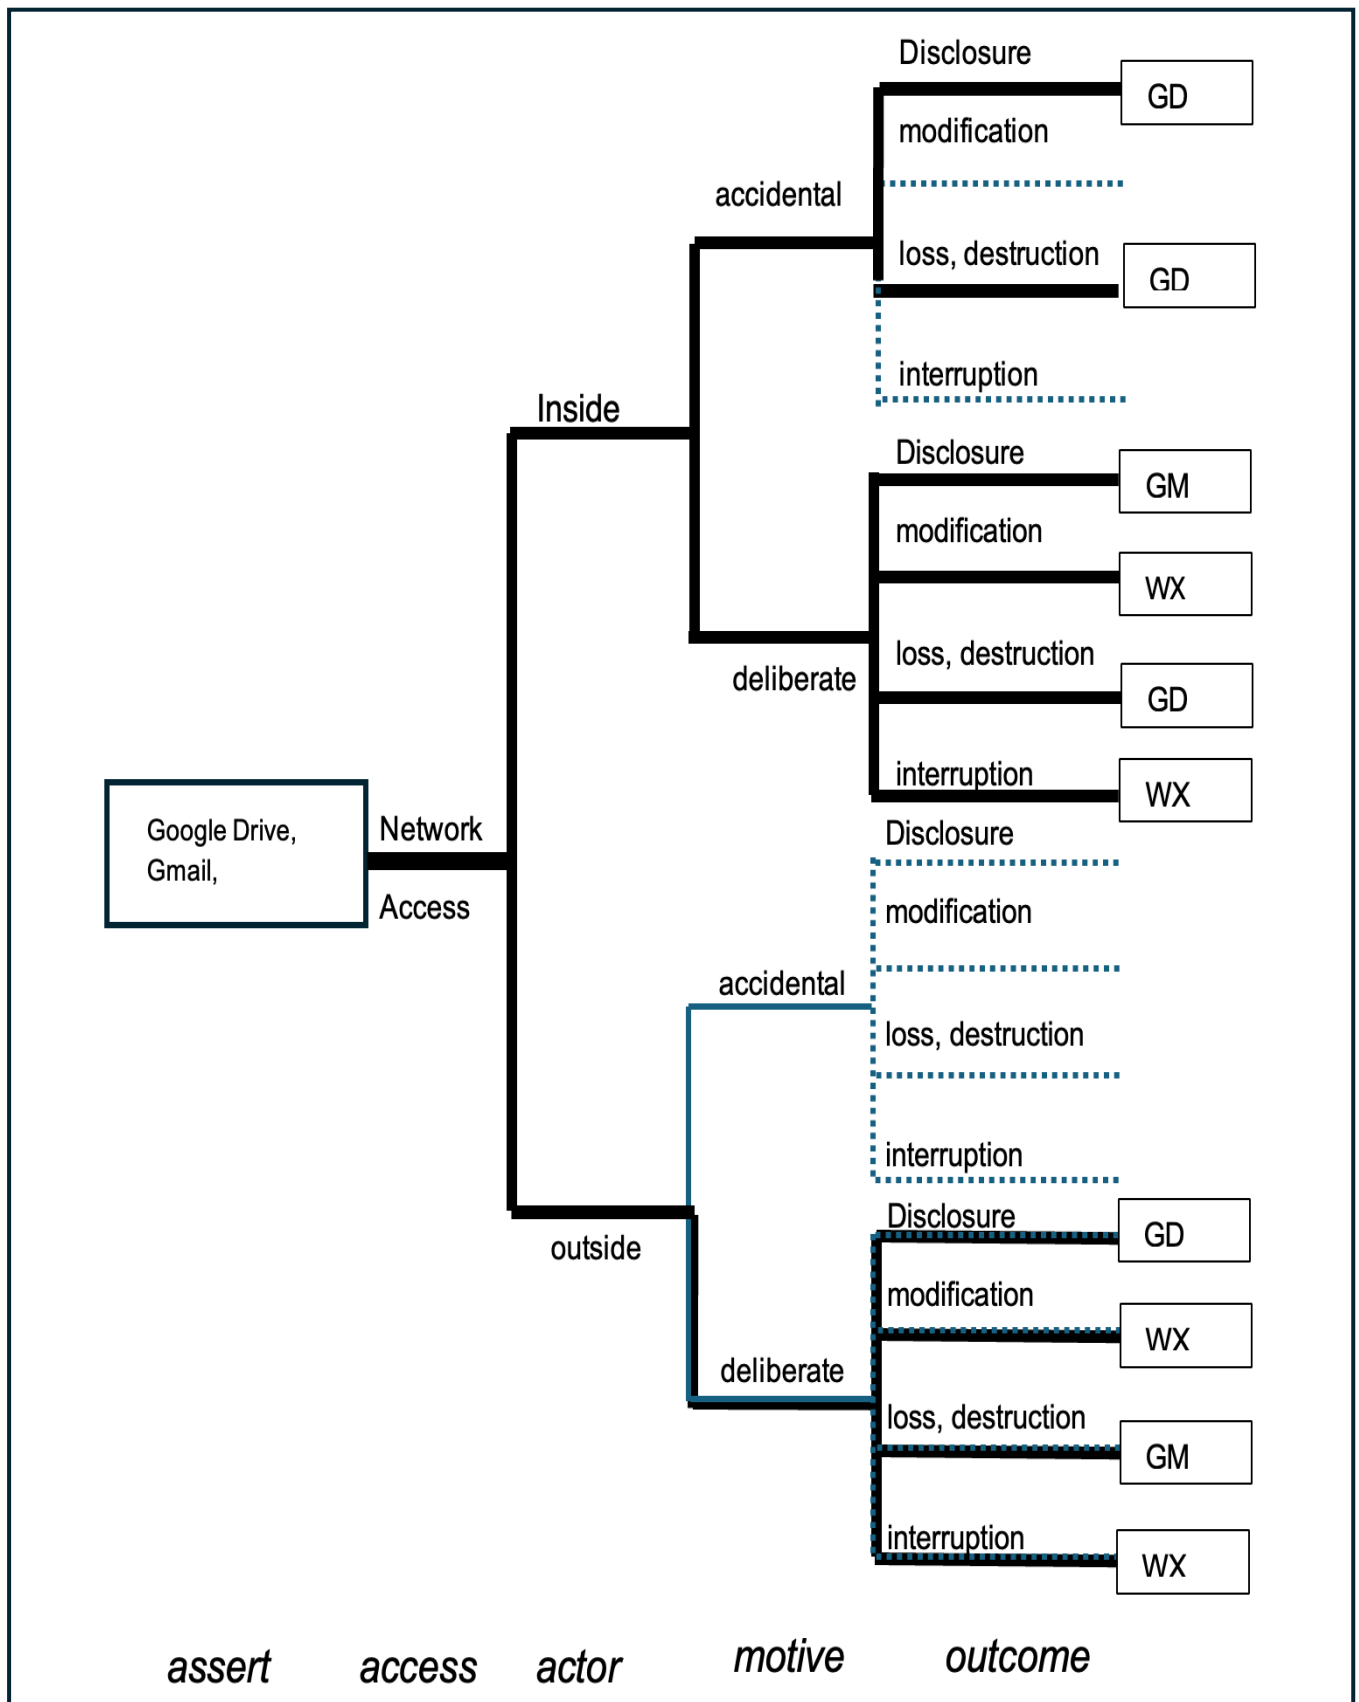 Disclosure
GD
modification
accidental
loss, destruction
GD
interruption
Inside
Disclosure
GM
modification
WX
loss, destruction
deliberate
GD
interruption
WX
Google Drive,
Gmail,
Network
Access
Disclosure
modification
accidental
loss, destruction
interruption
outside
Disclosure
GD
modification
WX
deliberate
loss, destruction
GM
interruption
WX
assert access actor motive outcome